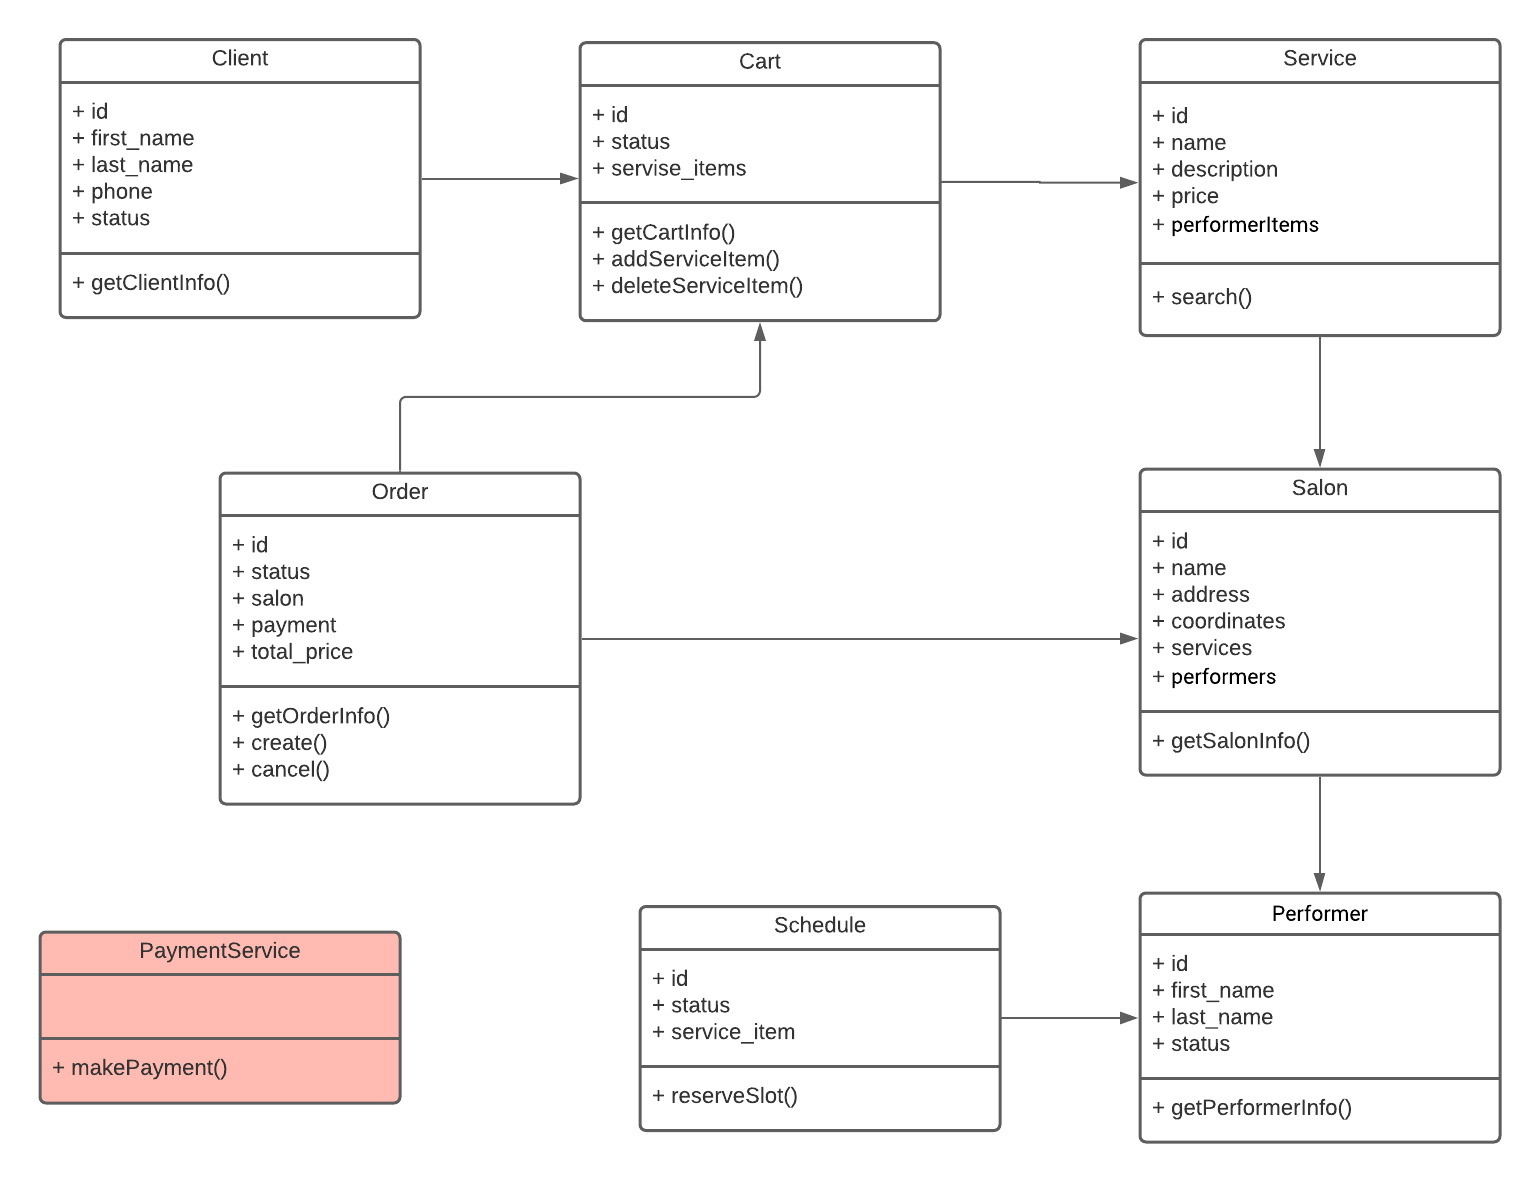 Client
+ id
+ first_name
+ last_name
+ phone
+ status
+ getClientInfo()
Cart
+ id
+ status
+ servise_items
+ getCartInfo()
+ addServiceItem()
+ deleteServiceItem()
Service
+ id
+ name
+ description
+ price
+ performerItems
+ search()
Order
+ id
+ status
+ salon
+ payment
+ total_price
+ getOrderInfo()
+ create()
+ cancel()
Salon
+ id
+ name
+ address
+ coordinates
+ services
+ performers
+ getSalonInfo()
PaymentService
+ makePayment()
Schedule
+ id
+ status
+ service_item
+ reserveSlot()
Performer
+ id
+ first_name
+ last_name
+ status
+ getPerformerInfo()